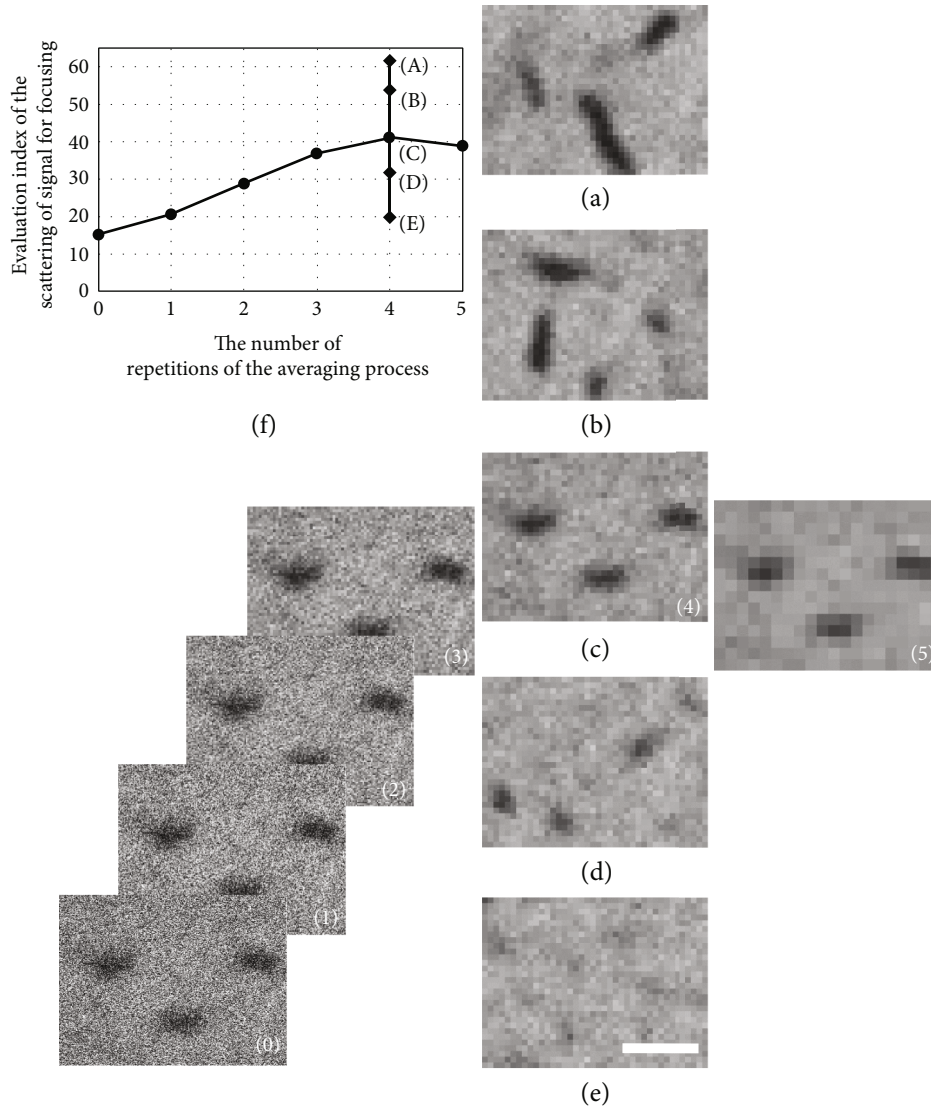 Evaluation index of the
scattering of signal for focusing
60
50
40
30
20
10
0
(A)
(B)
(C)
(D)
(E)
0 1 2 3 4 5
The number of
repetitions of the averaging process
(f)
(a)
(b)
(4)
(c)
(5)
(3)
(2)
(1)
(0)
(d)
(e)